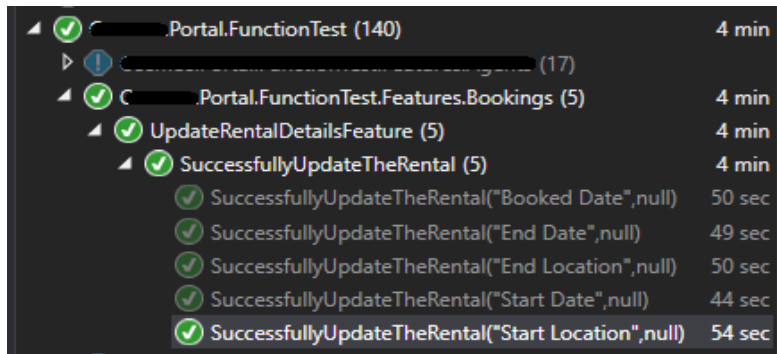 C .Portal.FunctionTest (140) 4 min
(17)
C .Portal.FunctionTest.Features.Bookings (5) 4 min
UpdateRentalDetailsFeature (5) 4 min
SuccessfullyUpdateTheRental (5) 4 min
SuccessfullyUpdateTheRental("Booked Date",null) 50 sec
SuccessfullyUpdateTheRental("End Date",null) 49 sec
SuccessfullyUpdateTheRental("End Location",null) 50 sec
SuccessfullyUpdateTheRental("Start Date",null) 44 sec
SuccessfullyUpdateTheRental("Start Location",null) 54 sec